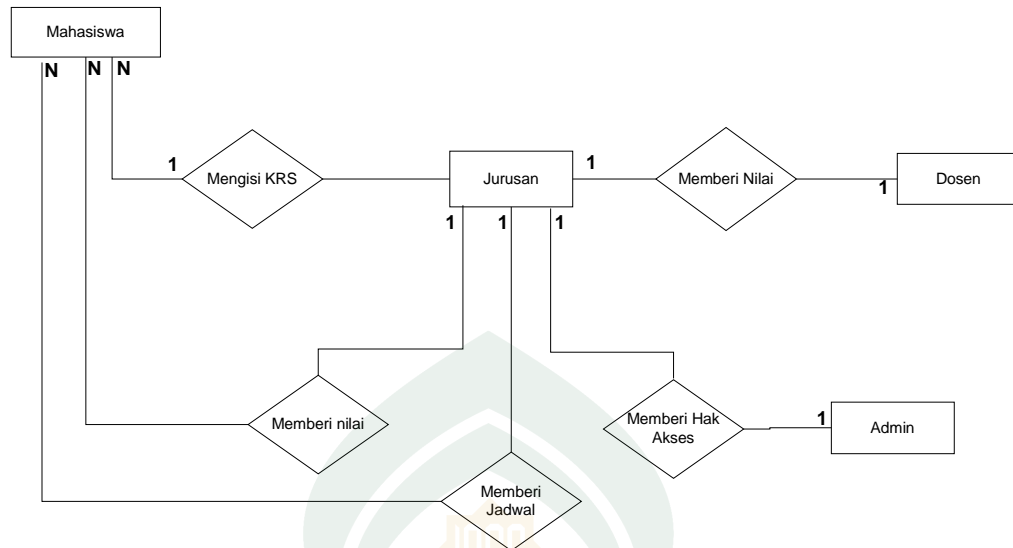 Mahasiswa
N
N
N
1
Mengisi KRS
Jurusan
1
Memberi Nilai
1
Dosen
1
1
1
Memberi nilai
Memberi Hak
Akses
1
Admin
Memberi
Jadwal